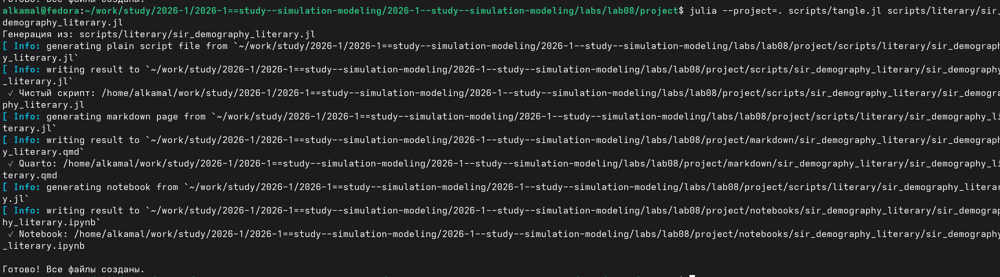 Готово! Все файлы созданы.
alkamal@fedora:~/work/study/2026-1/2026-1==study--simulation-modeling/2026-1--study--simulation-modeling/labs/lab08/project$ julia --project=. scripts/tangle.jl scripts/literary/sir_
demography_literary.jl
Генерация из: scripts/literary/sir_demography_literary.jl
[ Info: generating plain script file from `~/work/study/2026-1/2026-1==study--simulation-modeling/2026-1--study--simulation-modeling/labs/lab08/project/scripts/literary/sir_demograph
y_literary.jl`
[ Info: writing result to `~/work/study/2026-1/2026-1==study--simulation-modeling/2026-1--study--simulation-modeling/labs/lab08/project/scripts/sir_demography_literary/sir_demography
_literary.jl`
✓ Чистый скрипт: /home/alkamal/work/study/2026-1/2026-1==study--simulation-modeling/2026-1--study--simulation-modeling/labs/lab08/project/scripts/sir_demography_literary/sir_demogra
phy_literary.jl
[ Info: generating markdown page from `~/work/study/2026-1/2026-1==study--simulation-modeling/2026-1--study--simulation-modeling/labs/lab08/project/scripts/literary/sir_demography_li
terary.jl`
[ Info: writing result to `~/work/study/2026-1/2026-1==study--simulation-modeling/2026-1--study--simulation-modeling/labs/lab08/project/markdown/sir_demography_literary/sir_demograph
y_literary.qmd`
✓ Quarto: /home/alkamal/work/study/2026-1/2026-1==study--simulation-modeling/2026-1--study--simulation-modeling/labs/lab08/project/markdown/sir_demography_literary/sir_demography_li
terary.qmd
[ Info: generating notebook from `~/work/study/2026-1/2026-1==study--simulation-modeling/2026-1--study--simulation-modeling/labs/lab08/project/scripts/literary/sir_demography_literar
y.jl`
[ Info: writing result to `~/work/study/2026-1/2026-1==study--simulation-modeling/2026-1--study--simulation-modeling/labs/lab08/project/notebooks/sir_demography_literary/sir_demograp
hy_literary.ipynb`
✓ Notebook: /home/alkamal/work/study/2026-1/2026-1==study--simulation-modeling/2026-1--study--simulation-modeling/labs/lab08/project/notebooks/sir_demography_literary/sir_demography
_literary.ipynb
Готово! Все файлы созданы.